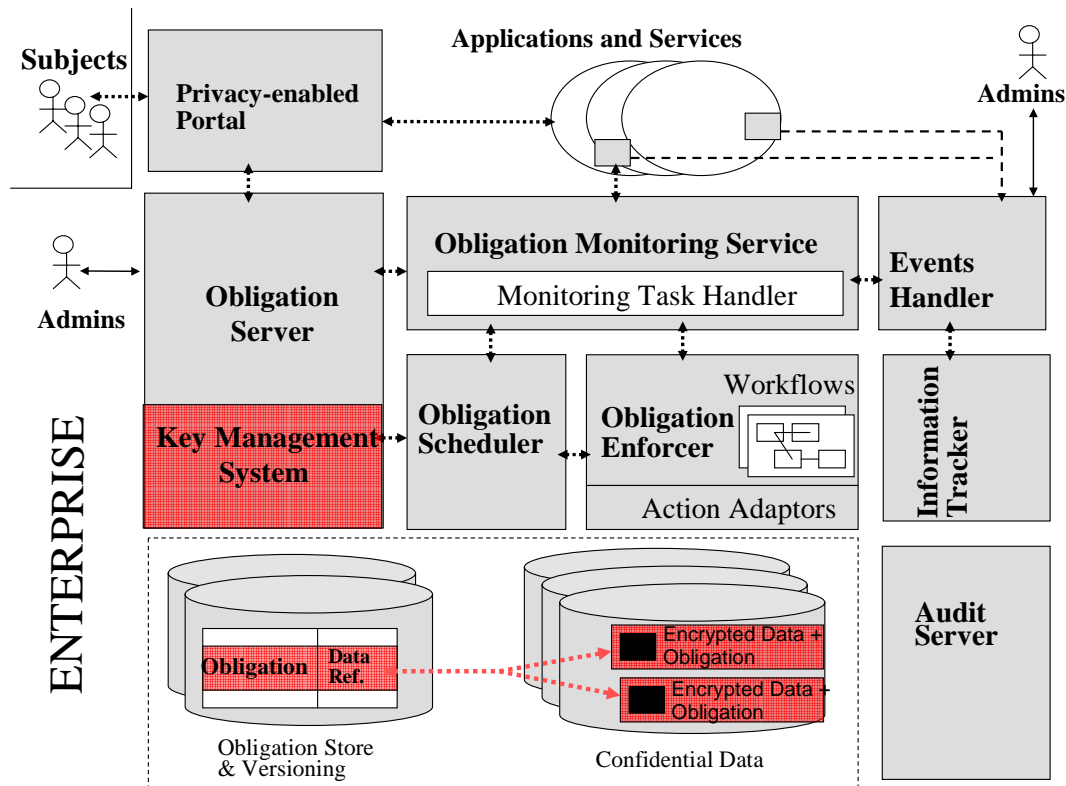 Subjects
Privacy-enabled
Portal
Applications and Services
Admins
Admins
Obligation
Server
Obligation Monitoring Service
Monitoring Task Handler
Events
Handler
Key Management
System
Obligation
Scheduler
Obligation
Enforcer
Workflows
Action Adaptors
Information
Tracker
ENTERPRISE
Obligation
Data
Ref.
Encrypted Data +
Obligation
Encrypted Data +
Obligation
Obligation Store
& Versioning
Confidential Data
Audit
Server